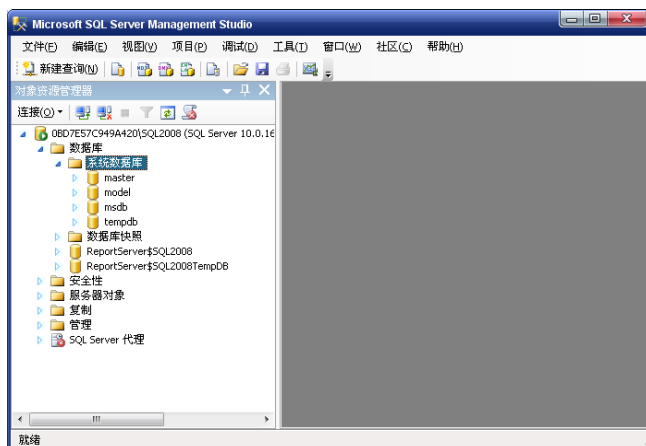 Microsoft SQL Server Management Studio
文件(F) 编辑(E) 视图(V) 项目(P) 调试(D) 工具(T) 窗口(W) 社区(C) 帮助(H)
新建查询(N)
对象资源管理器
连接(O)
0BD7E57C949A420\SQL2008 (SQL Server 10.0.16
数据库
系统数据库
master
model
msdb
tempdb
数据库快照
ReportServer$SQL2008
ReportServer$SQL2008TempDB
安全性
服务器对象
复制
管理
SQL Server 代理
就绪